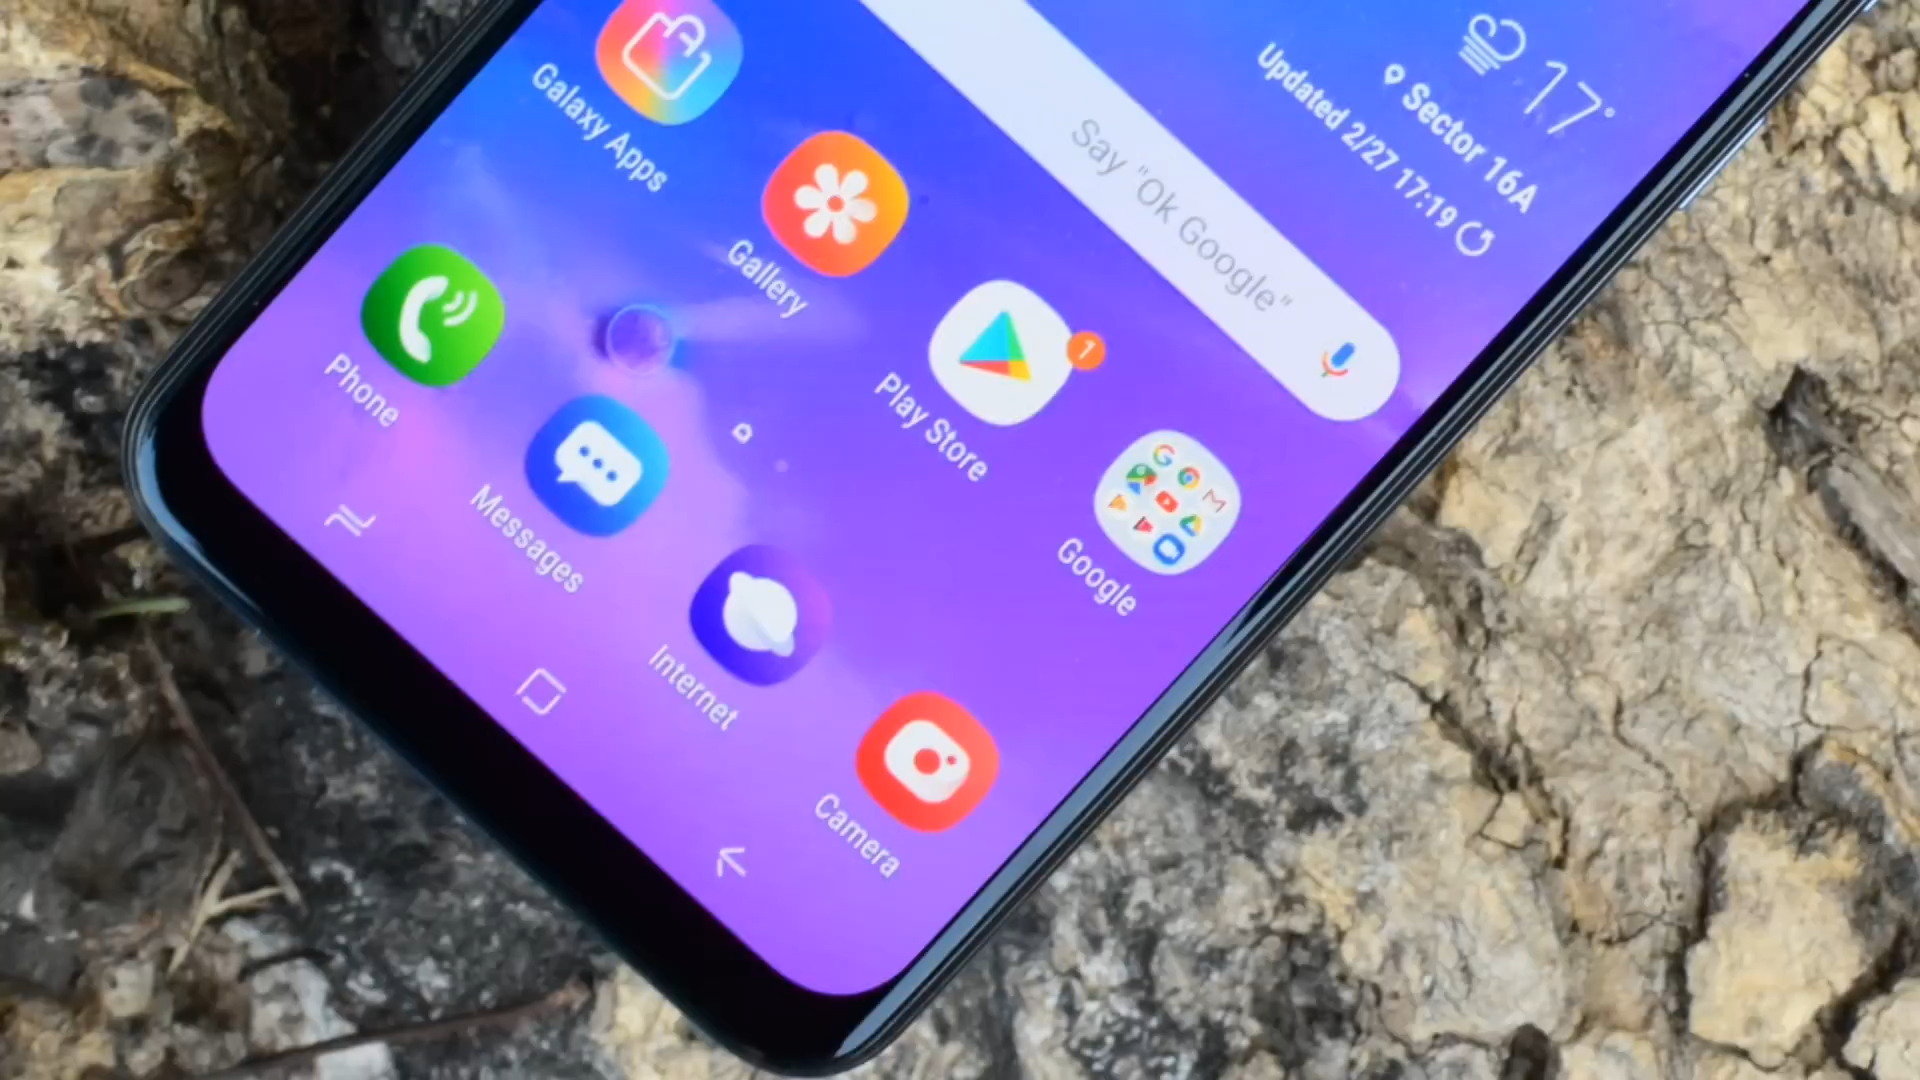 17°
Sector 16A
Updated 2/27 17:19
Say "Ok Google"
Galaxy Apps
Gallery
Play Store
1
Google
Phone
Messages
Internet
Camera